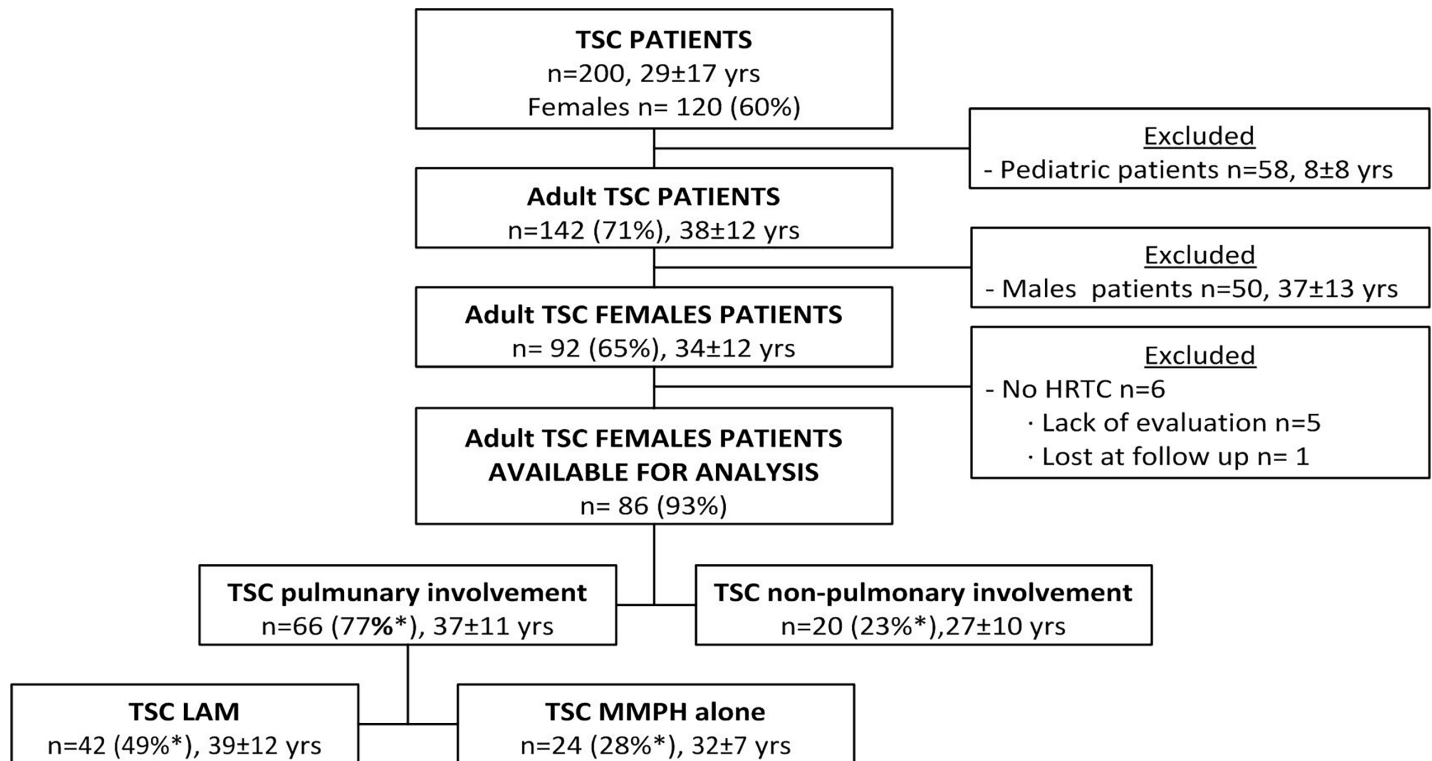 TSC PATIENTS
n=200, 29±17 yrs
Females n= 120 (60%)
Excluded
- Pediatric patients n=58, 8±8 yrs
Adult TSC PATIENTS
n=142 (71%), 38±12 yrs
Excluded
- Males patients n=50, 37±13 yrs
Adult TSC FEMALES PATIENTS
n= 92 (65%), 34±12 yrs
Excluded
- No HRTC n=6
· Lack of evaluation n=5
· Lost at follow up n= 1
Adult TSC FEMALES PATIENTS
AVAILABLE FOR ANALYSIS
n= 86 (93%)
TSC pulmunary involvement
n=66 (77%*), 37±11 yrs
TSC non-pulmonary involvement
n=20 (23%*),27±10 yrs
TSC LAM
n=42 (49%*), 39±12 yrs
TSC MMPH alone
n=24 (28%*), 32±7 yrs